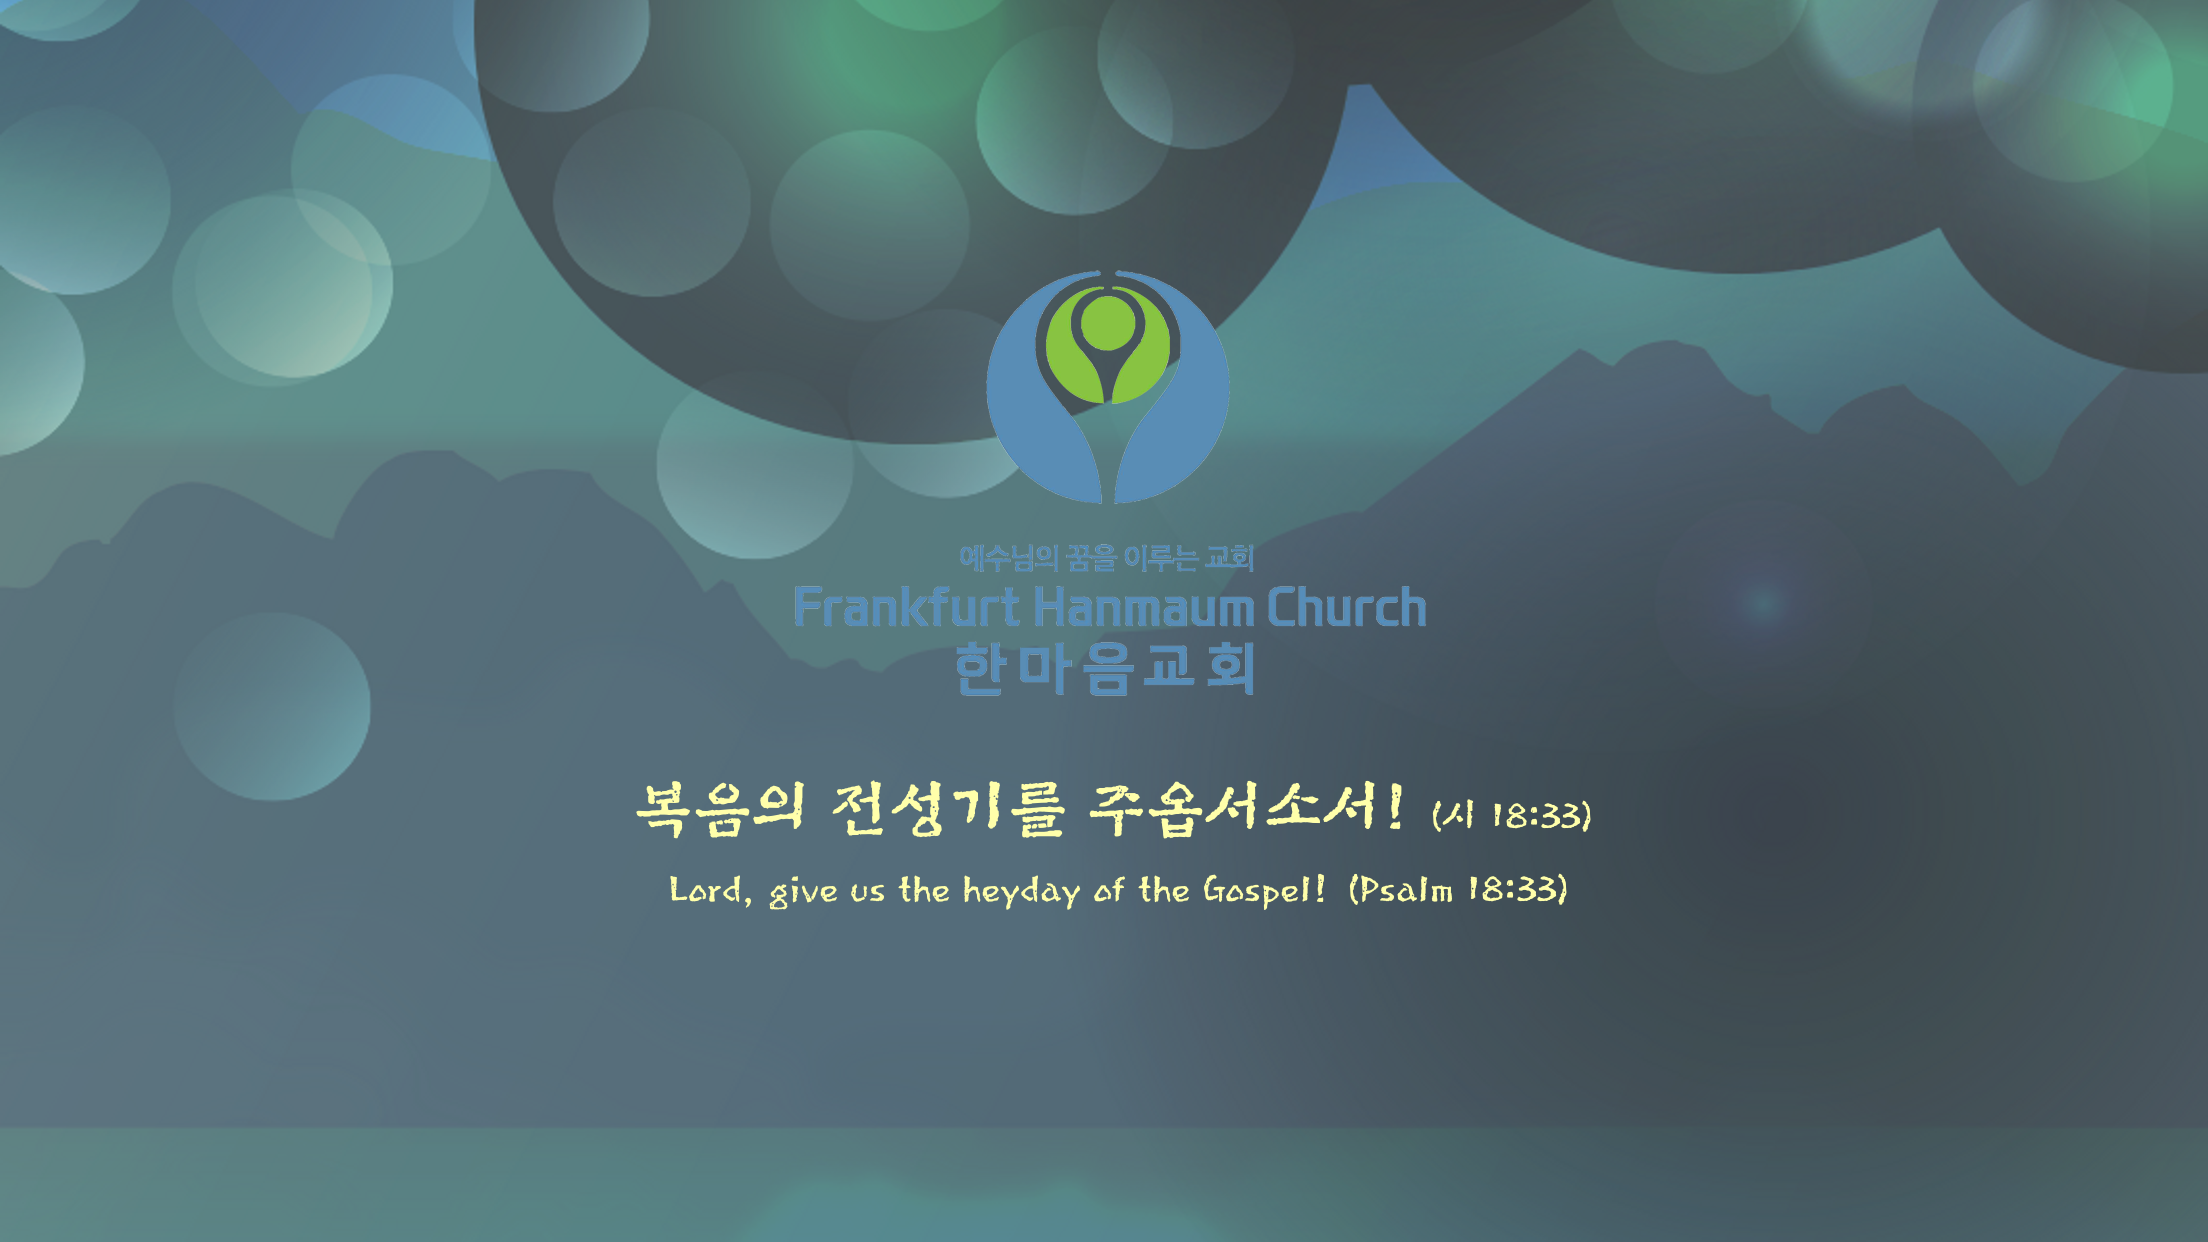 예수님의 꿈을 이루는 교회
Frankfurt Hanmaum Church
한마음교회
복음의 전성기를 주옵서소서! (시 18:33)
Lord, give us the heyday of the Gospel! (Psalm 18:33)